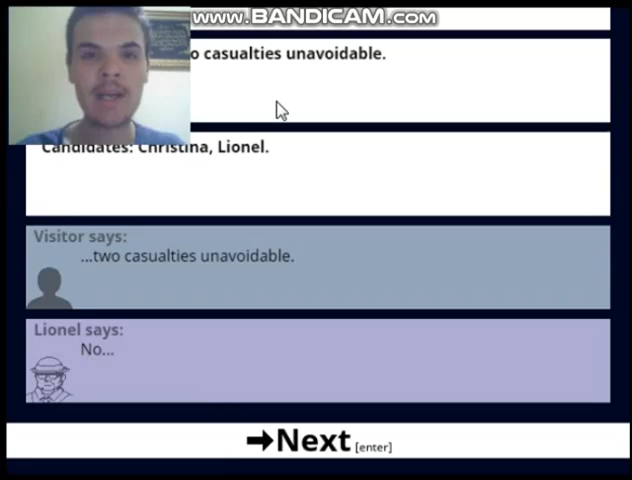 www.BANDICAM.com
o casualties unavoidable.
Candidates: Christina, Lionel.
Visitor says:
...two casualties unavoidable.
Lionel says:
No...
➡Next [enter]